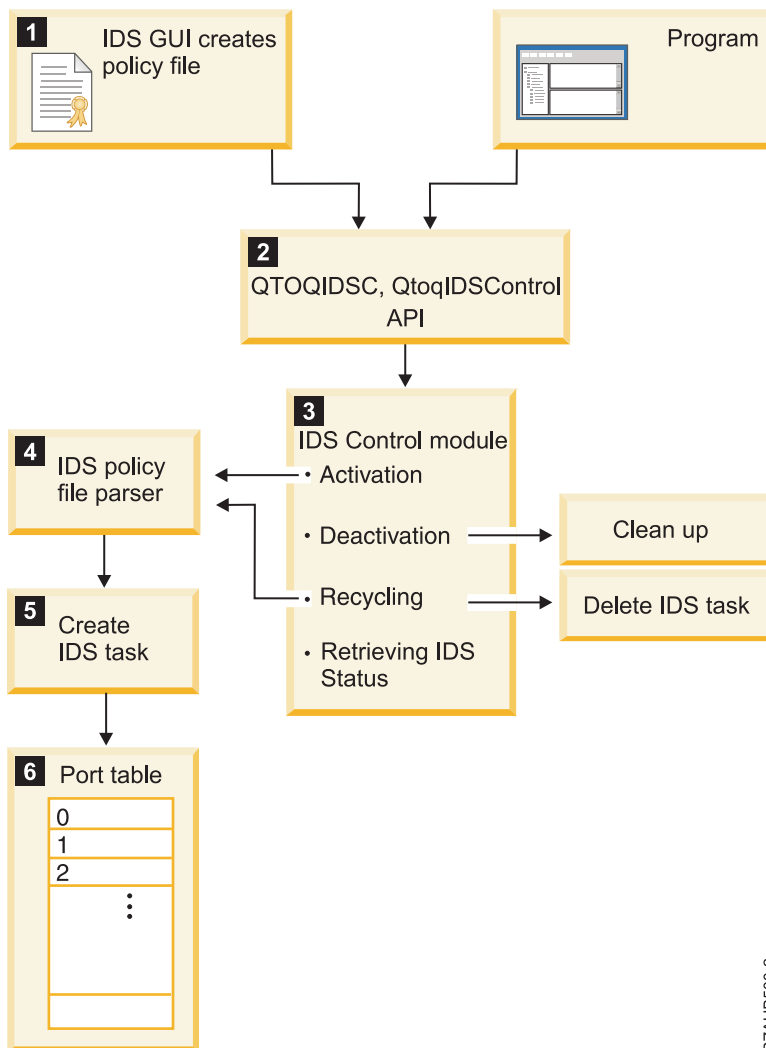 1
IDS GUI creates
policy file
Program
2
QTOQIDSC, QtoqIDSControl
API
3
IDS Control module
• Activation
• Deactivation
• Recycling
• Retrieving IDS
Status
4
IDS policy
file parser
Clean up
Delete IDS task
5
Create
IDS task
6
Port table
0
1
2